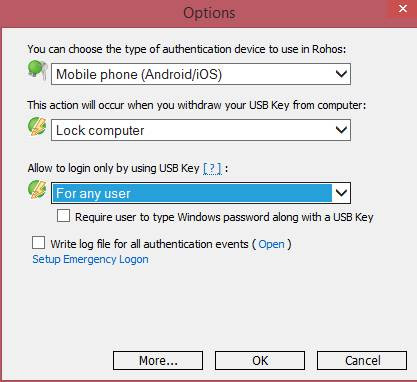 Options
You can choose the type of authentication device to use in Rohos:
Mobile phone (Android/iOS)
This action will occur when you withdraw your USB Key from computer:
Lock computer
Allow to login only by using USB Key [ ? ] :
For any user
Require user to type Windows password along with a USB Key
Write log file for all authentication events ( Open )
Setup Emergency Logon
More... OK Cancel